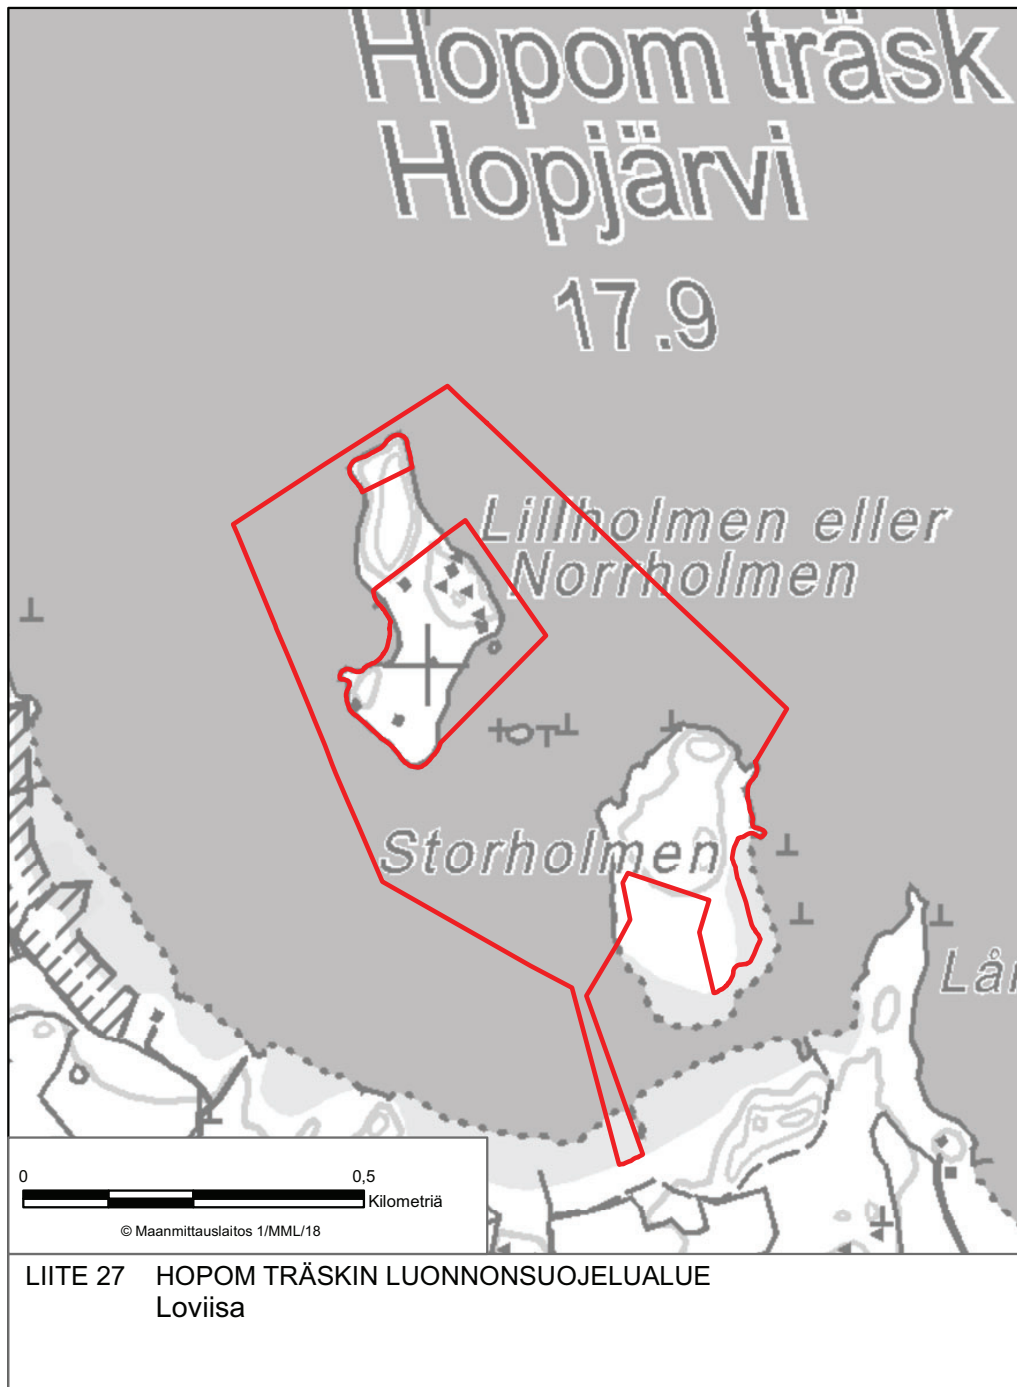 Hopom träsk
Hopjärvi
17.9
Lillholmen eller
Norrholmen
Storholmen
0 0,5
Kilometriä
© Maanmittauslaitos 1/MML/18
LIITE 27 HOPOM TRÄSKIN LUONNONSUOJELUALUE
Loviisa